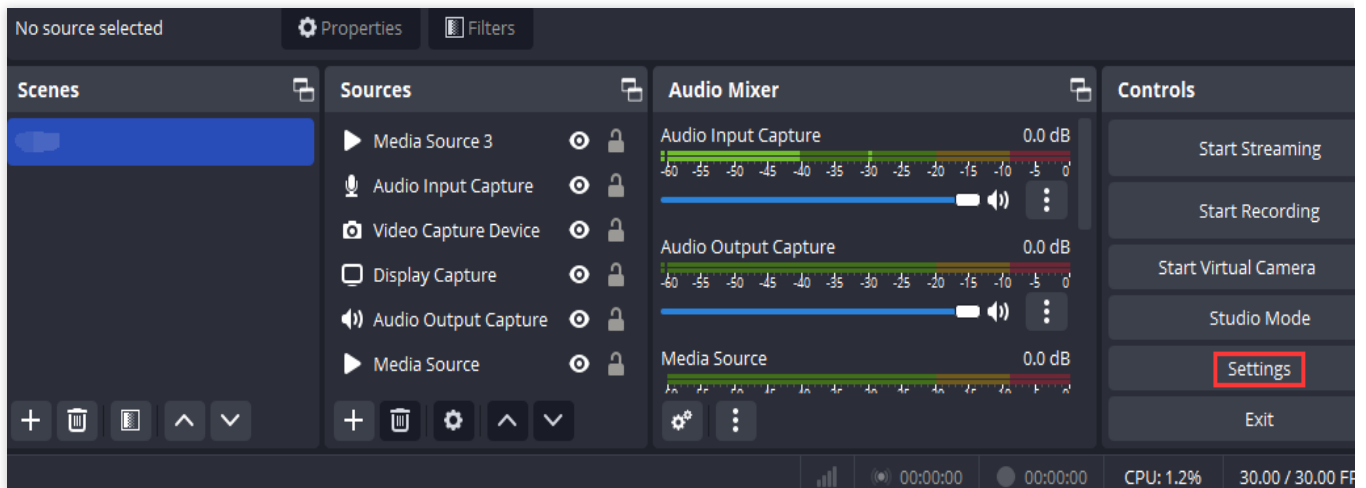 No source selected
Properties
Filters
Scenes
Sources
Media Source 3
Audio Input Capture
Video Capture Device
Display Capture
Audio Output Capture
Media Source
Audio Mixer
Audio Input Capture 0.0 dB
-60 -55 -50 -45 -40 -35 -30 -25 -20 -15 -10 -5 0
Audio Output Capture 0.0 dB
-60 -55 -50 -45 -40 -35 -30 -25 -20 -15 -10 -5 0
Media Source 0.0 dB
Controls
Start Streaming
Start Recording
Start Virtual Camera
Studio Mode
Settings
Exit
00:00:00
00:00:00
CPU: 1.2%
30.00 / 30.00